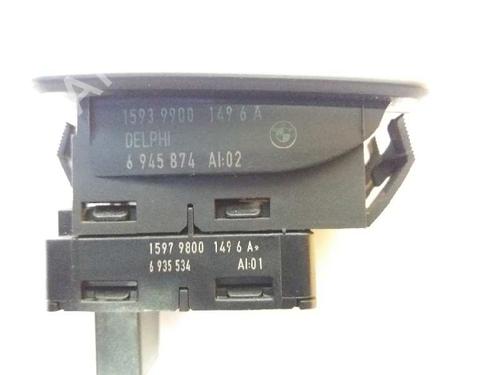 1593 9900 149 6 A
DELPHI
6 945 874 AI:02
1597 9800 149 6 A*
6 935 534 AI:01